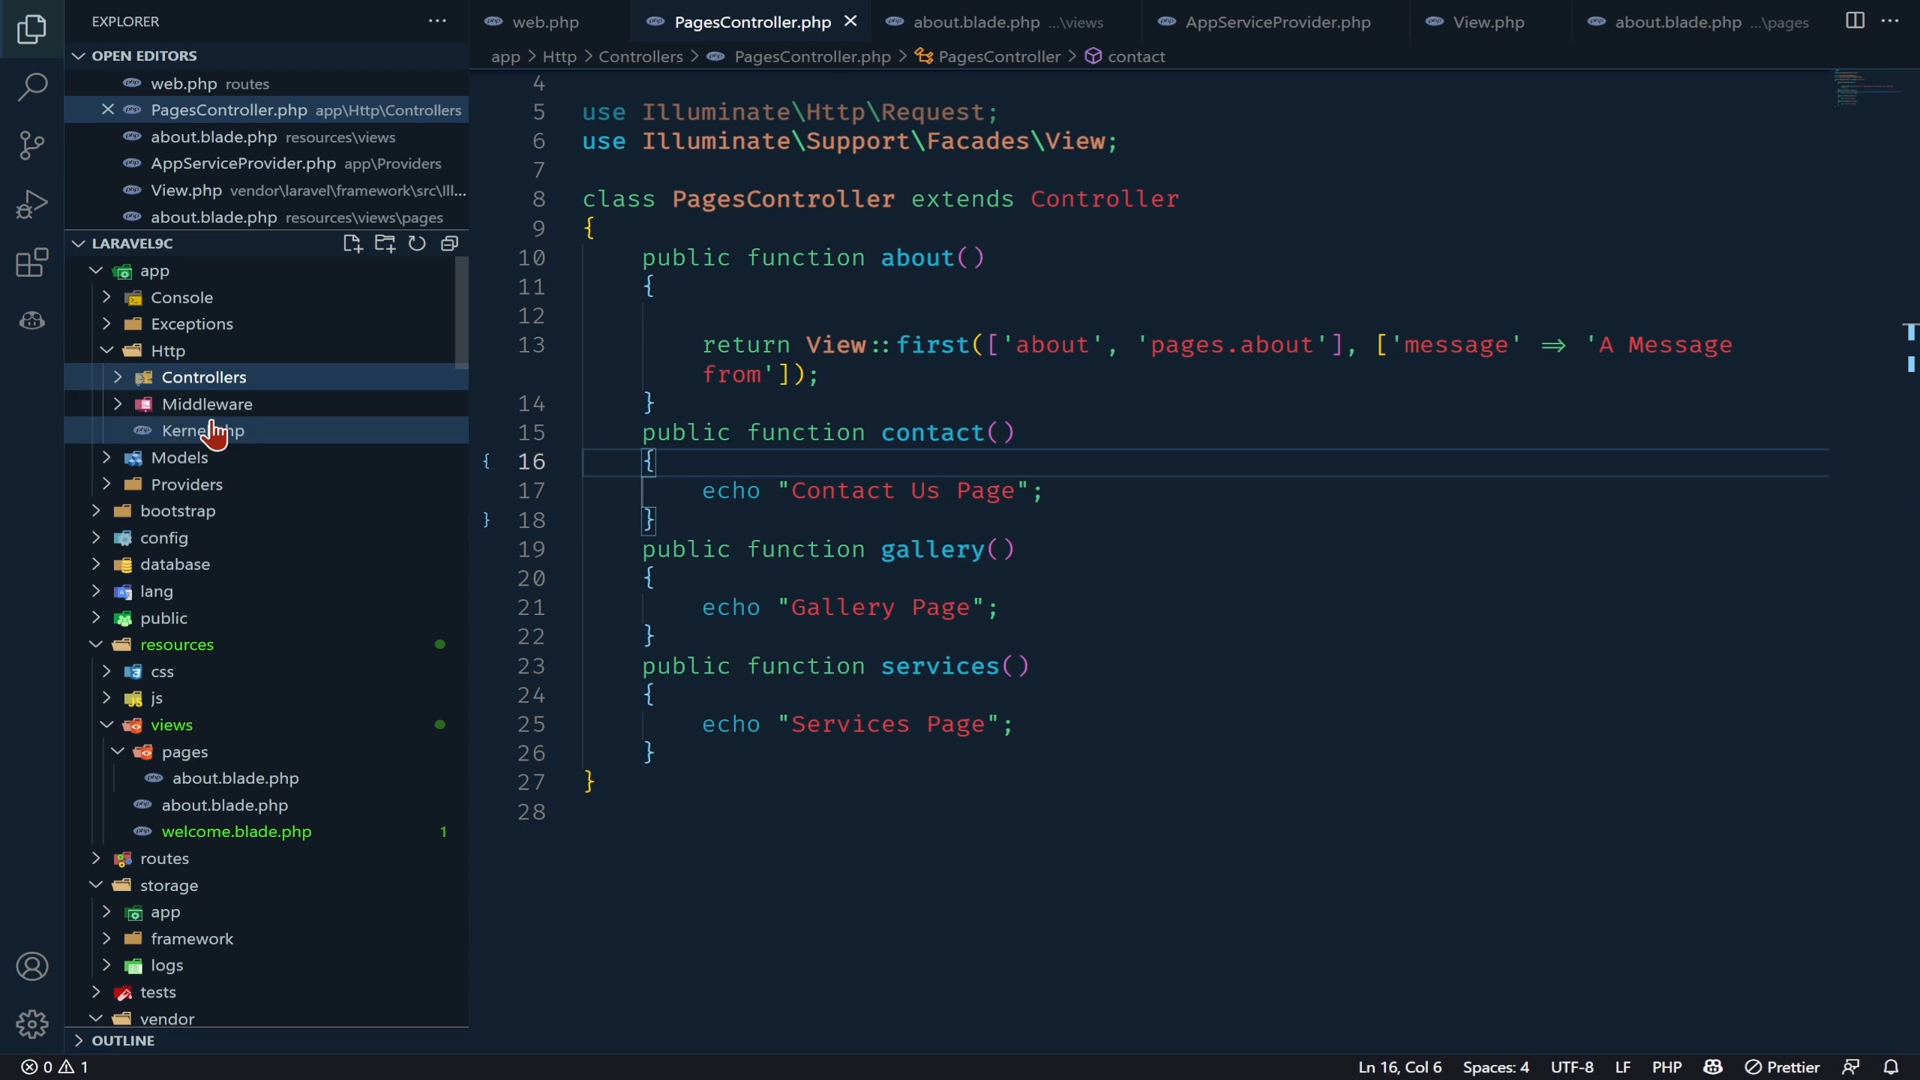 EXPLORER
OPEN EDITORS
web.php routes
PagesController.php app\Http\Controllers
about.blade.php resources\views
AppServiceProvider.php app\Providers
View.php vendor\laravel\framework\src\Ill...
about.blade.php resources\views\pages
LARAVEL9C
app
Console
Exceptions
Http
Controllers
Middleware
Models
Providers
bootstrap
config
database
lang
public
resources
css
js
views
pages
about.blade.php
about.blade.php
welcome.blade.php 1
routes
storage
app
framework
logs
tests
vendor
OUTLINE
web.php PagesController.php about.blade.php ...\views AppServiceProvider.php View.php about.blade.php ...\pages
app > Http > Controllers > PagesController.php > PagesController > contact
4
5 use Illuminate\Http\Request;
6 use Illuminate\Support\Facades\View;
7
8 class PagesController extends Controller
9 {
10 public function about()
11 {
12
13 return View::first(['about', 'pages.about'], ['message' => 'A Message
from']);
14 }
15 public function contact()
16 {
17 echo "Contact Us Page";
18 }
19 public function gallery()
20 {
21 echo "Gallery Page";
22 }
23 public function services()
24 {
25 echo "Services Page";
26 }
27 }
28
0 1 Ln 16, Col 6 Spaces: 4 UTF-8 LF PHP Prettier